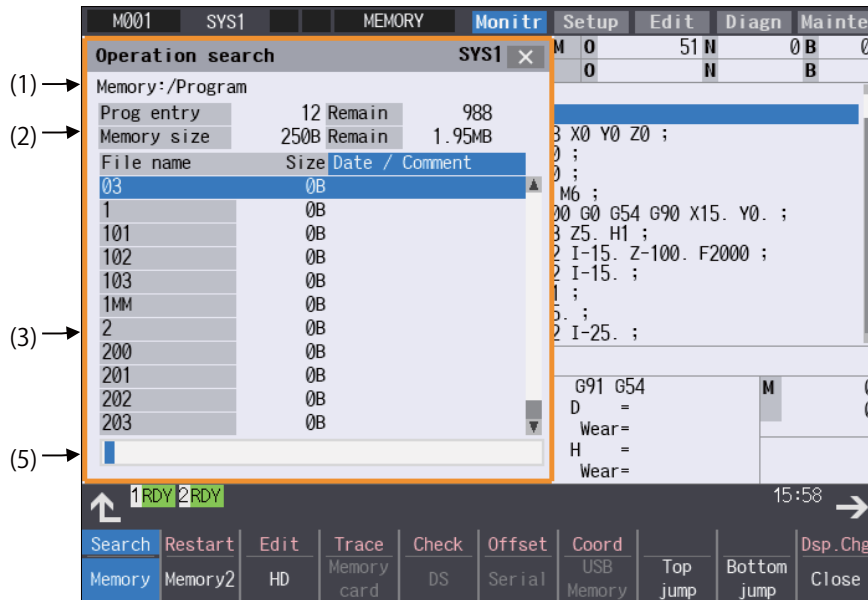 M001 SYS1 MEMORY Monitr Setup Edit Diagn Mainte
Operation search SYS1 ×
M O 51 N 0 B 0
O N B
(1) Memory:/Program
Prog entry 12 Remain 988
(2) Memory size 250B Remain 1.95MB
File name Size Date / Comment
03 0B
1 0B
101 0B
102 0B
103 0B
1MM 0B
(3) 2 0B
200 0B
201 0B
202 0B
203 0B
(5)
3 X0 Y0 Z0 ;
) ;
) ;
M6 ;
00 G0 G54 G90 X15. Y0. ;
3 Z5. H1 ;
2 I-15. Z-100. F2000 ;
2 I-15. ;
1 ;
5. ;
2 I-25. ;
G91 G54 M 0
D =
Wear=
H =
Wear=
1 RDY 2 RDY 15:58
Search Restart Edit Trace Check Offset Coord Dsp.Chg
Memory Memory2 HD Memory card DS Serial USB Memory Top jump Bottom jump Close